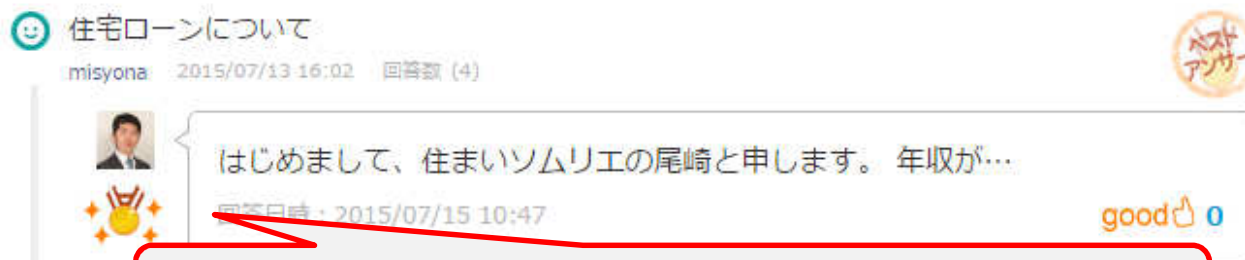 住宅ローンについて
misyona 2015/07/13 16:02 回答数 (4)
ベスト
アンサー
はじめまして、住まいソムリエの尾崎と申します。 年収が…
回答日時：2015/07/15 10:47
good 0